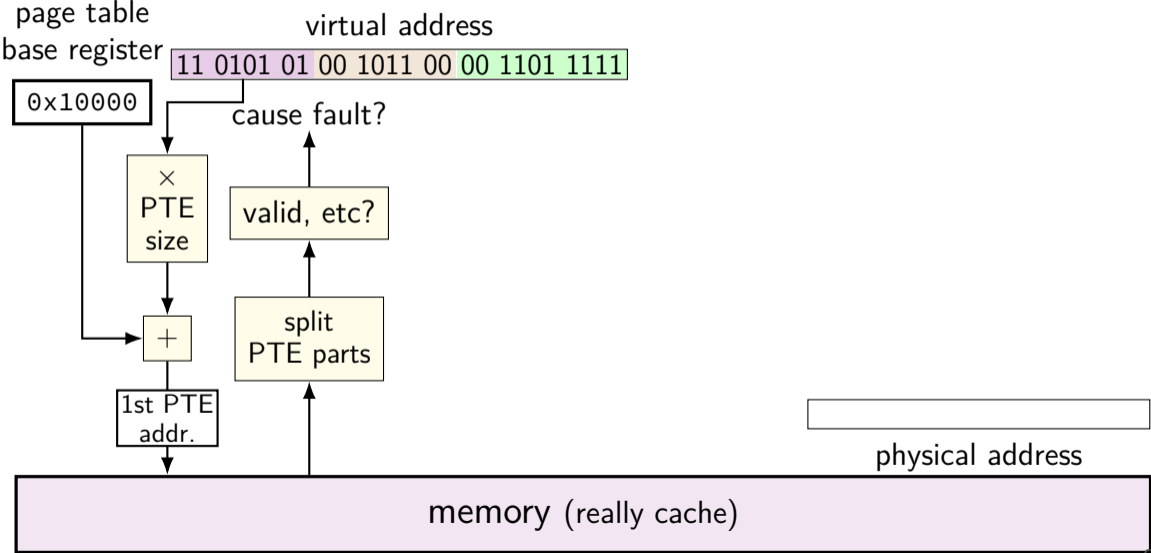 page table
base register
virtual address
11 0101 01 00 1011 00 00 1101 1111
0x10000
cause fault?
×
PTE
size
valid, etc?
split
PTE parts
+
1st PTE
addr.
physical address
memory (really cache)